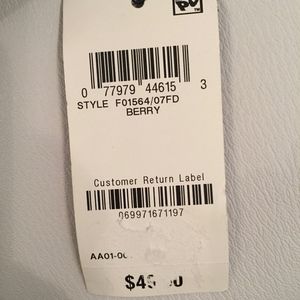 0 77979 44615 3
STYLE F01564/07FD
BERRY
Customer Return Label
069971671197